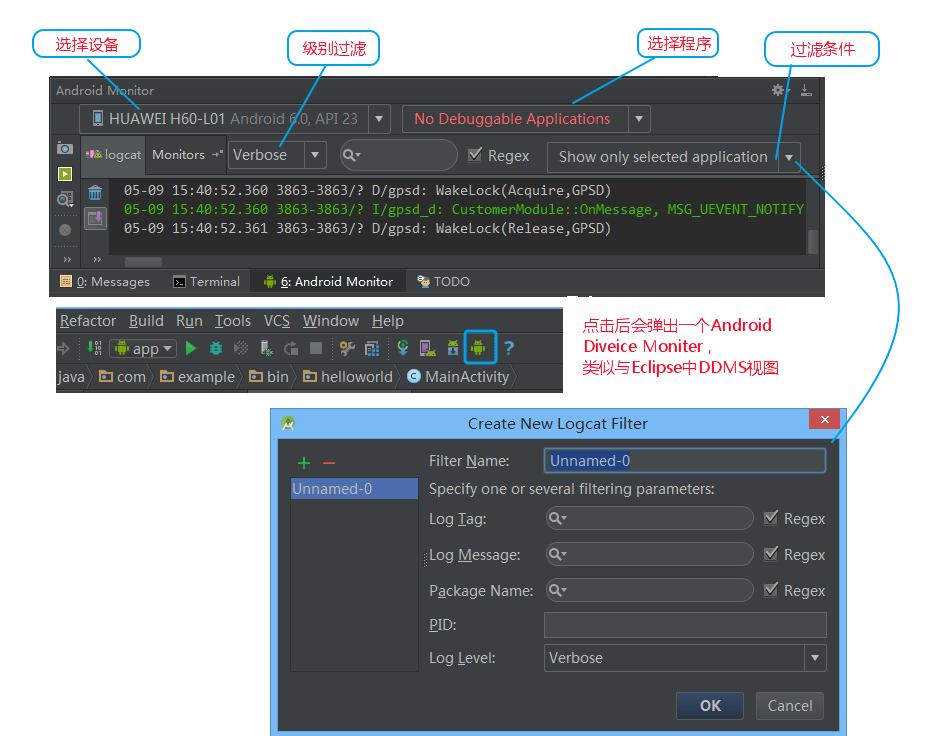 选择设备
级别过滤
选择程序
过滤条件
Android Monitor
HUAWEI H60-L01 Android 6.0, API 23
No Debuggable Applications
logcat
Monitors
Verbose
Regex
Show only selected application
05-09 15:40:52.360 3863-3863/? D/gpsd: WakeLock(Acquire,GPSD)
05-09 15:40:52.360 3863-3863/? I/gpsd_d: CustomerModule::OnMessage, MSG_UEVENT_NOTIFY
05-09 15:40:52.361 3863-3863/? D/gpsd: WakeLock(Release,GPSD)
0: Messages
Terminal
6: Android Monitor
TODO
Refactor Build Run Tools VCS Window Help
app
java com example bin helloworld MainActivity
点击后会弹出一个Android
Diveice Moniter，
类似与Eclipse中DDMS视图
Create New Logcat Filter
Unnamed-0
Filter Name: Unnamed-0
Specify one or several filtering parameters:
Log Tag: Regex
Log Message: Regex
Package Name: Regex
PID:
Log Level: Verbose
OK Cancel